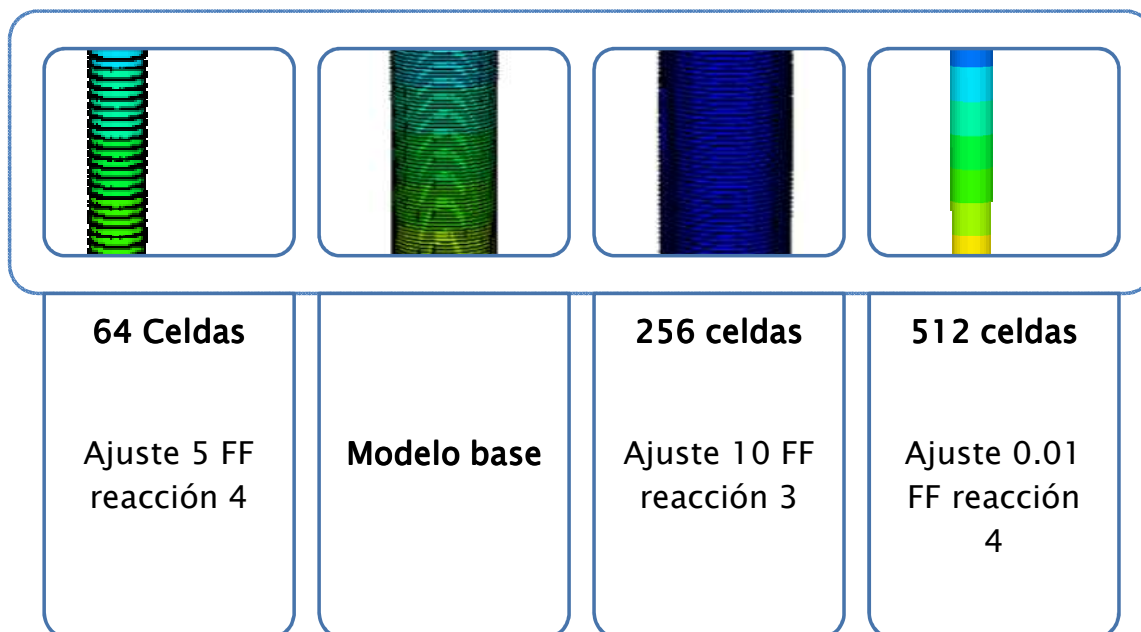 64 Celdas
Ajuste 5 FF
reacción 4
Modelo base
256 celdas
Ajuste 10 FF
reacción 3
512 celdas
Ajuste 0.01
FF reacción
4